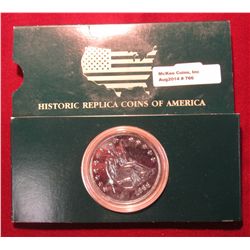 McKee Coins, Inc
Aug2014 # 766
HISTORIC REPLICA COINS OF AMERICA